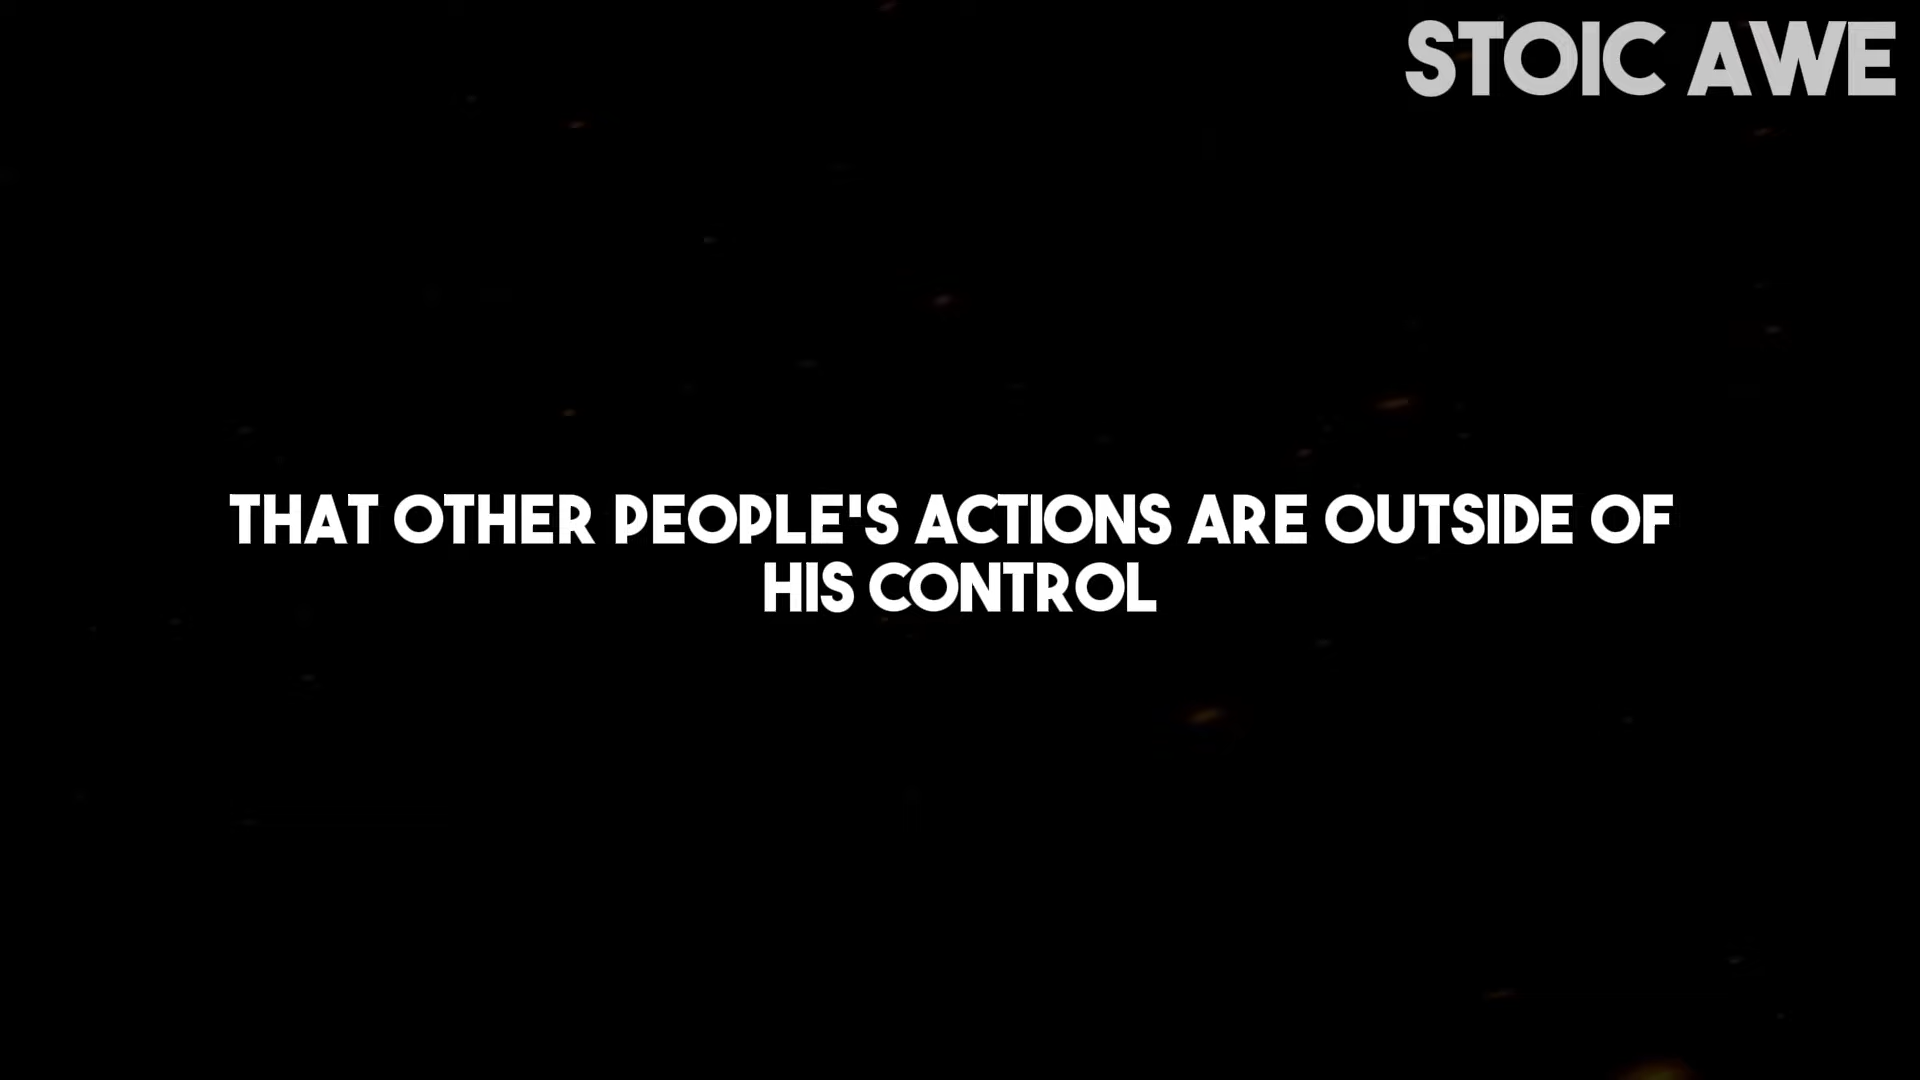 STOIC AWE
THAT OTHER PEOPLE'S ACTIONS ARE OUTSIDE OF
HIS CONTROL